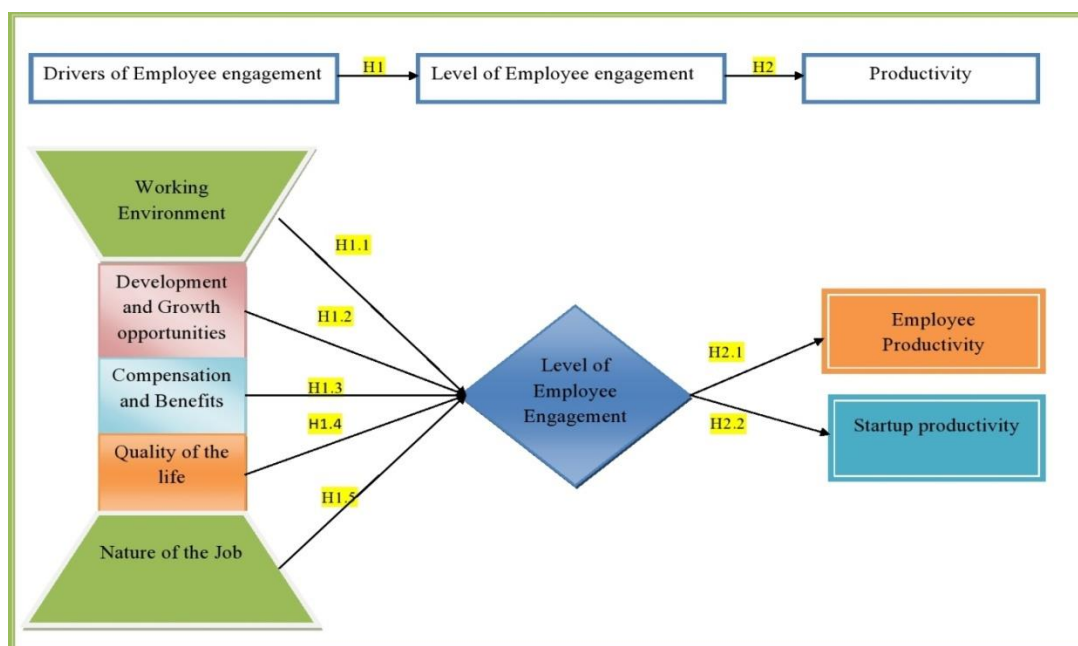 Drivers of Employee engagement
H1
Level of Employee engagement
H2
Productivity
Working
Environment
H1.1
Development
and Growth
opportunities
H1.2
Compensation
and Benefits
H1.3
Quality of the
life
H1.4
Nature of the Job
H1.5
Level of
Employee
Engagement
H2.1
Employee
Productivity
H2.2
Startup productivity